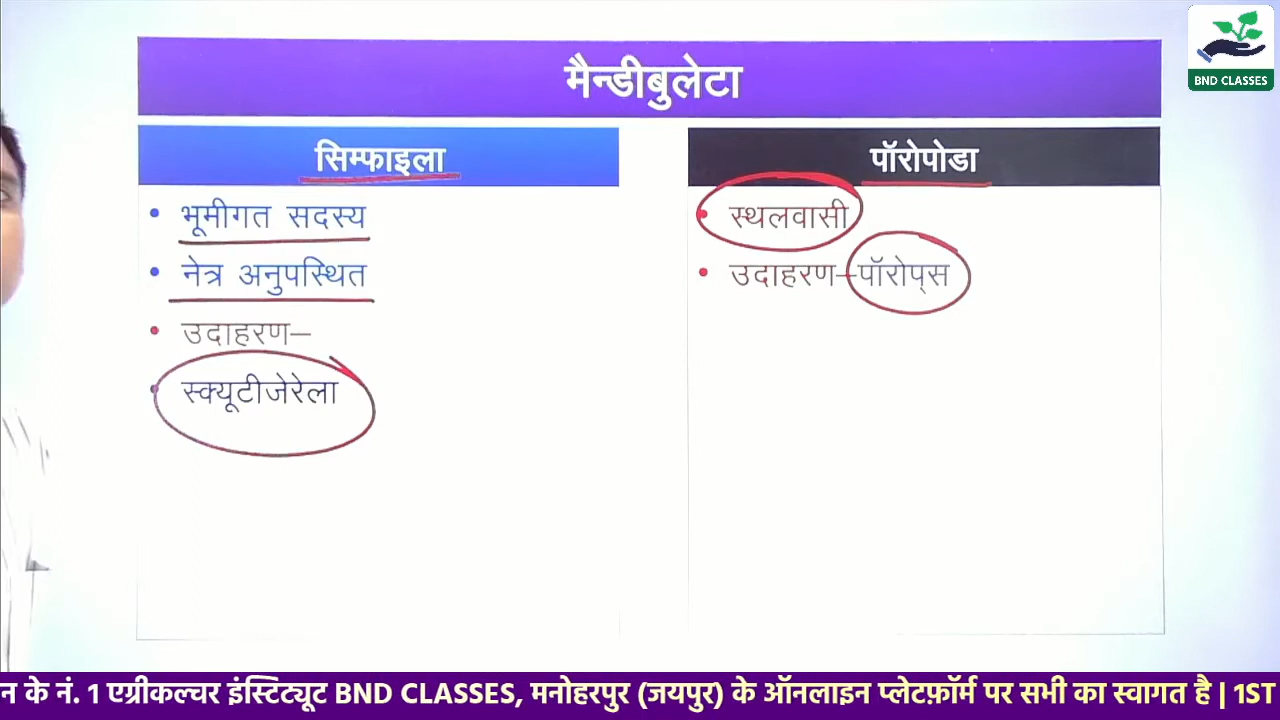 BND CLASSES
मैन्डीबुलेटा
सिम्फाइला
• भूमीगत सदस्य
• नेत्र अनुपस्थित
• उदाहरण–
• स्क्यूटीजेरेला
पॉरोपोडा
• स्थलवासी
• उदाहरण–पॉरोप्स
न के नं. 1 एग्रीकल्चर इंस्टिट्यूट BND CLASSES, मनोहरपुर (जयपुर) के ऑनलाइन प्लेटफ़ॉर्म पर सभी का स्वागत है | 1ST